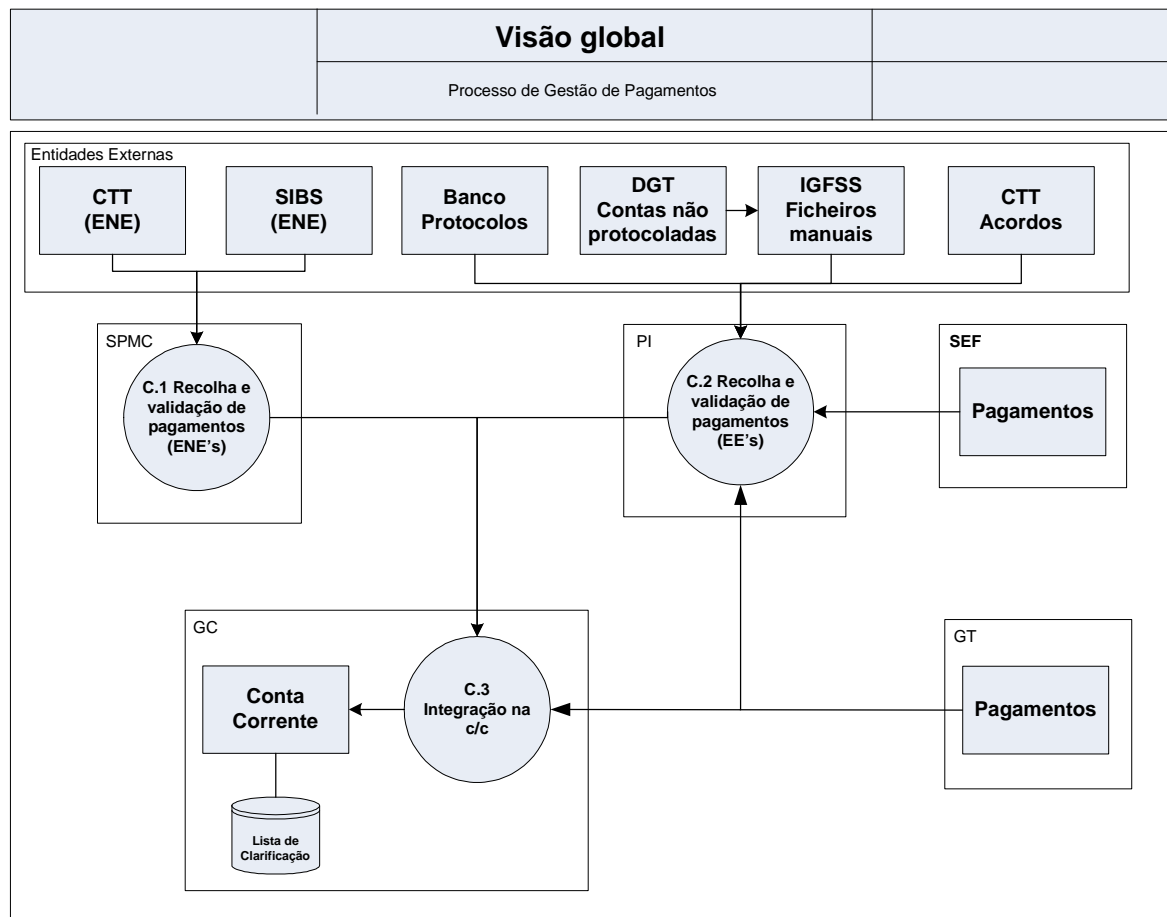 Visão global
Processo de Gestão de Pagamentos
Entidades Externas
CTT
(ENE)
SIBS
(ENE)
Banco
Protocolos
DGT
Contas não
protocoladas
IGFSS
Ficheiros
manuais
CTT
Acordos
SPMC
C.1 Recolha e
validação de
pagamentos
(ENE's)
PI
C.2 Recolha e
validação de
pagamentos
(EE's)
SEF
Pagamentos
GC
Conta
Corrente
C.3
Integração na
c/c
Lista de
Clarificação
GT
Pagamentos